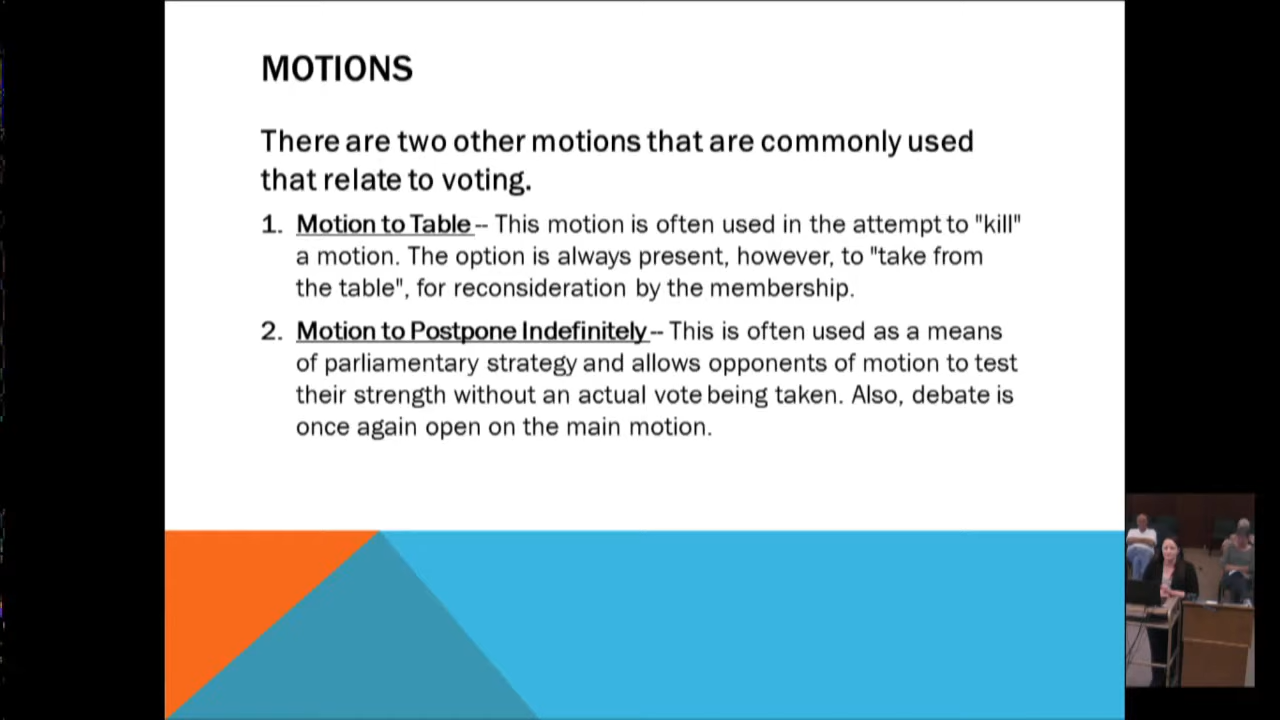 MOTIONS
There are two other motions that are commonly used
that relate to voting.
1. Motion to Table-- This motion is often used in the attempt to "kill"
a motion. The option is always present, however, to "take from
the table", for reconsideration by the membership.
2. Motion to Postpone Indefinitely-- This is often used as a means
of parliamentary strategy and allows opponents of motion to test
their strength without an actual vote being taken. Also, debate is
once again open on the main motion.